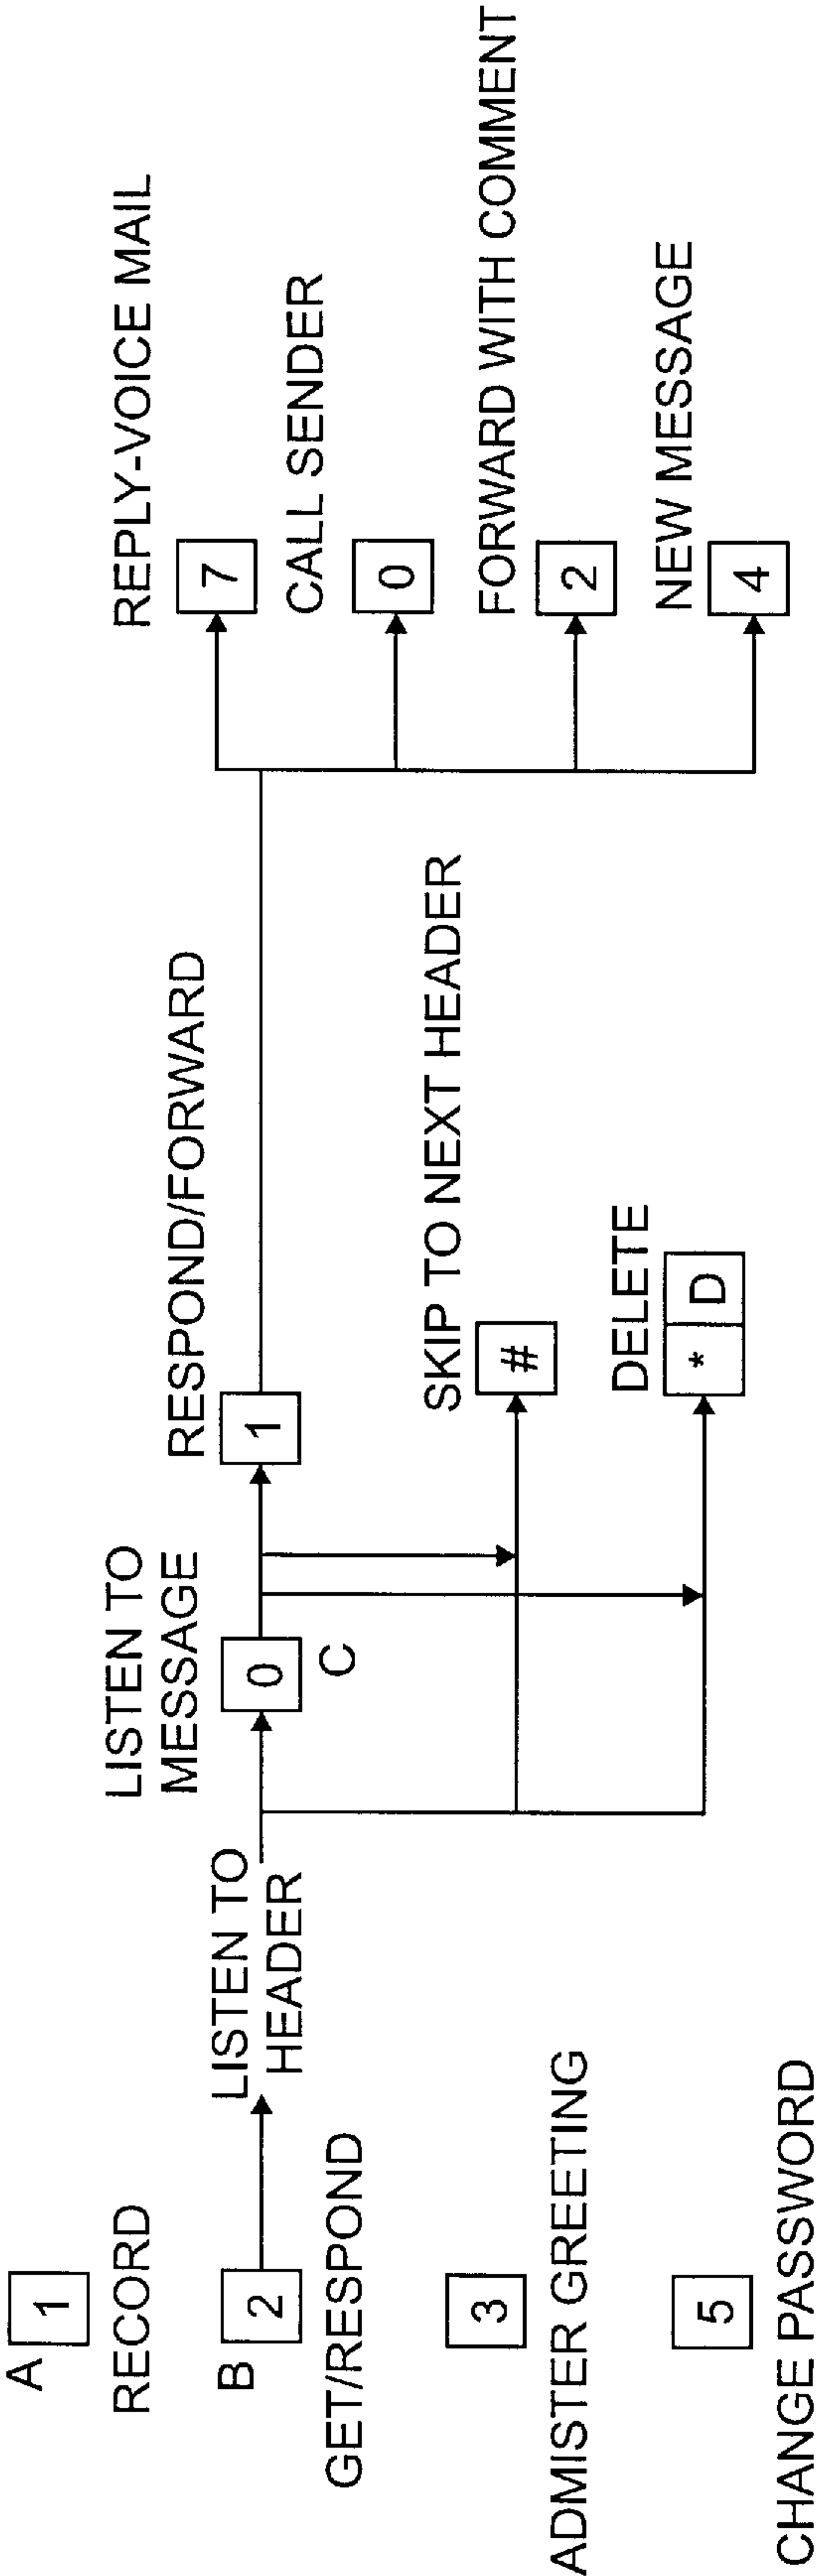 A
1
RECORD
B
2
GET/RESPOND
3
ADMISTER GREETING
5
CHANGE PASSWORD
LISTEN TO
HEADER
LISTEN TO
MESSAGE
0
C
RESPOND/FORWARD
1
SKIP TO NEXT HEADER
#
DELETE
* D
REPLY-VOICE MAIL
7
CALL SENDER
0
FORWARD WITH COMMENT
2
NEW MESSAGE
4